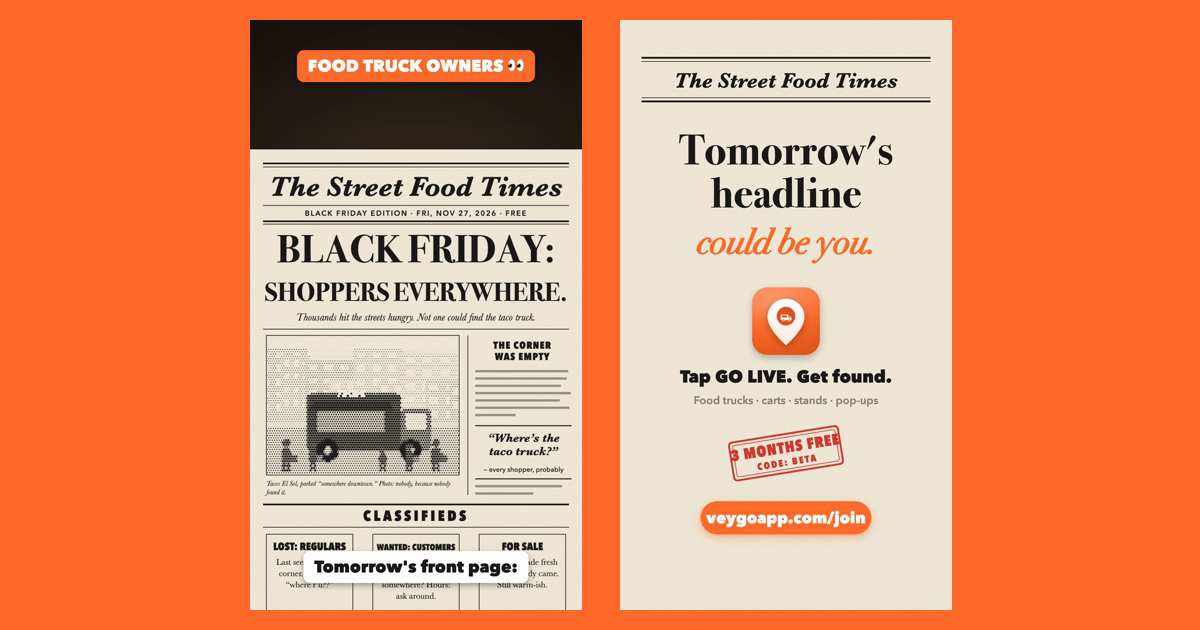 FOOD TRUCK OWNERS 👀
The Street Food Times
BLACK FRIDAY EDITION · FRI, NOV 27, 2026 · FREE
BLACK FRIDAY:
SHOPPERS EVERYWHERE.
Thousands hit the streets hungry. Not one could find the taco truck.
THE CORNER
WAS EMPTY
“Where’s the
taco truck?”
— every shopper, probably
Tacos El Sol, parked “somewhere downtown.” Photo: nobody, because nobody
found it.
CLASSIFIEDS
LOST: REGULARS
Last
corner.
WANTED: CUSTOMERS
somewhere? Hours:
ask around.
FOR SALE
fresh
came.
Still warm-ish.
Tomorrow's front page:
The Street Food Times
Tomorrow's
headline
could be you.
Tap GO LIVE. Get found.
Food trucks · carts · stands · pop-ups
3 MONTHS FREE
CODE: BETA
veygoapp.com/join